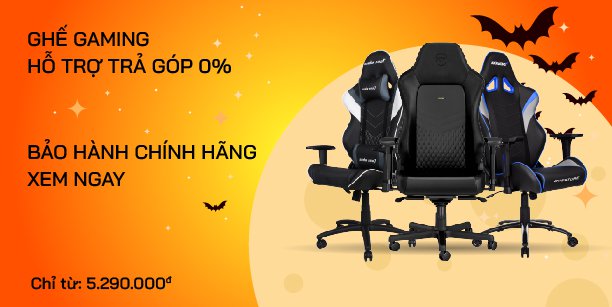 GHẾ GAMING
HỖ TRỢ TRẢ GÓP 0%
BẢO HÀNH CHÍNH HÃNG
XEM NGAY
Chỉ từ: 5.290.000đ